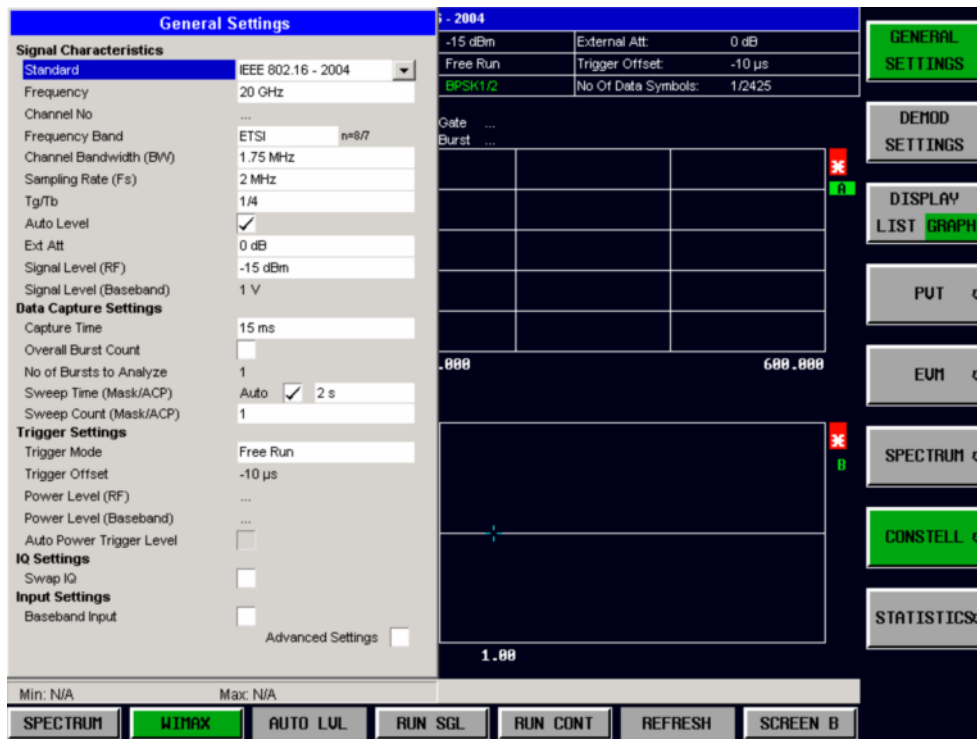 General Settings
Signal Characteristics
Standard IEEE 802.16 - 2004
Frequency 20 GHz
Channel No ...
Frequency Band ETSI n=8/7
Channel Bandwidth (BW) 1.75 MHz
Sampling Rate (Fs) 2 MHz
Tg/Tb 1/4
Auto Level
Ext Att 0 dB
Signal Level (RF) -15 dBm
Signal Level (Baseband) 1 V
Data Capture Settings
Capture Time 15 ms
Overall Burst Count
No of Bursts to Analyze 1
Sweep Time (Mask/ACP) Auto 2 s
Sweep Count (Mask/ACP) 1
Trigger Settings
Trigger Mode Free Run
Trigger Offset -10 µs
Power Level (RF) ...
Power Level (Baseband) ...
Auto Power Trigger Level
IQ Settings
Swap IQ
Input Settings
Baseband Input
Advanced Settings
Min: N/A Max: N/A
- 2004
-15 dBm External Att: 0 dB
Free Run Trigger Offset: -10 µs
BPSK1/2 No Of Data Symbols: 1/2425
Gate ...
Burst ...
A
.000 600.000
B
1.00
GENERAL
SETTINGS
DEMOD
SETTINGS
DISPLAY
LIST GRAPH
PVT
EVM
SPECTRUM
CONSTELL
STATISTICS
SPECTRUM WIMAX AUTO LVL RUN SGL RUN CONT REFRESH SCREEN B